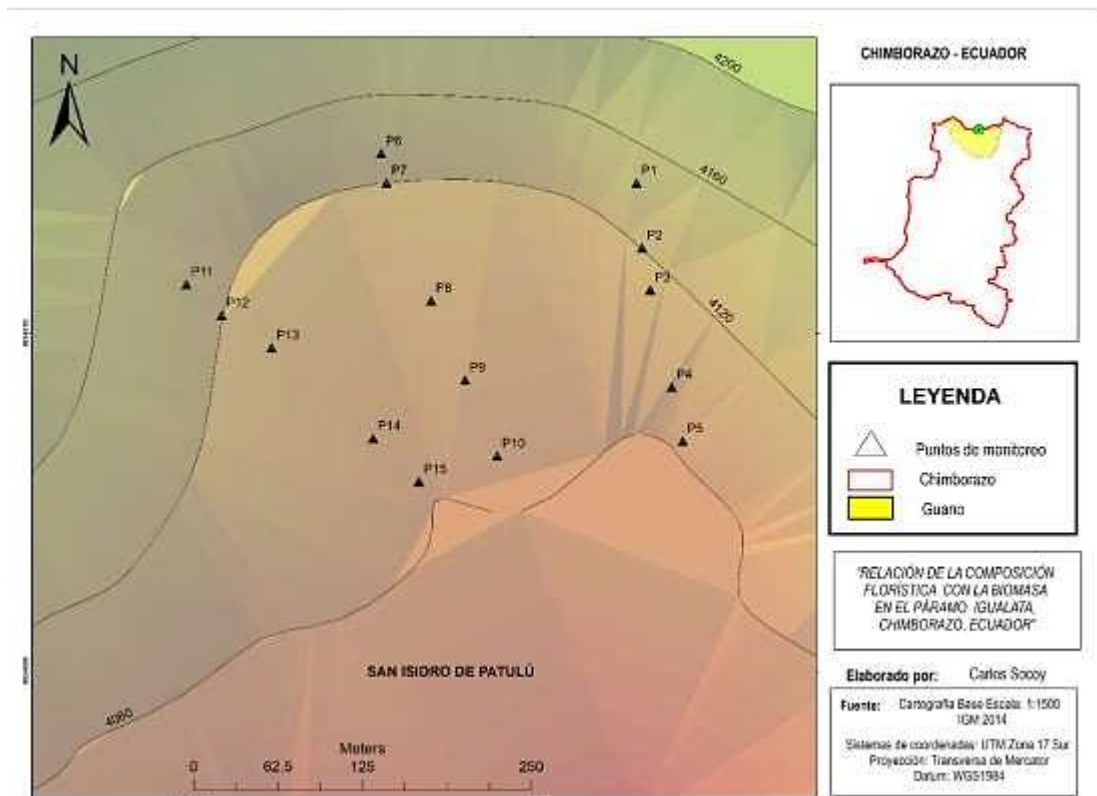 N
4200
4160
4120
4080
P6
P7
P1
P2
P3
P11
P12
P13
P8
P9
P4
P5
P14
P10
P15
SAN ISIDRO DE PATULÚ
Meters
0 62,5 125 250
CHIMBORAZO - ECUADOR
LEYENDA
Puntos de monitoreo
Chimborazo
Guano
"RELACIÓN DE LA COMPOSICIÓN
FLORÍSTICA CON LA BIOMASA
EN EL PÁRAMO IGUALATA,
CHIMBORAZO, ECUADOR"
Elaborado por: Carlos Socoy
Fuente: Cartografía Base Escala: 1:1500
IGM 2014
Sistemas de coordenadas: UTM Zona 17 Sur
Proyección: Transversa de Mercator
Datum: WGS1984